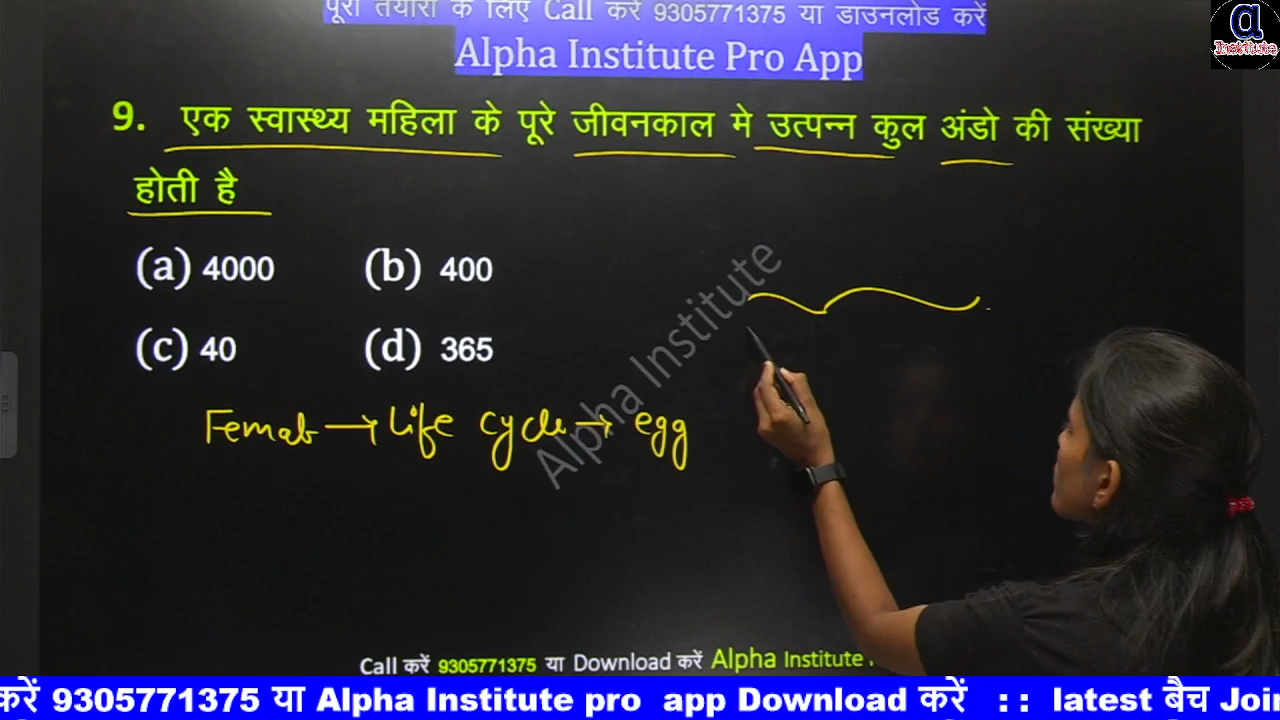 पूरी तैयारी के लिए Call करें 9305771375 या डाउनलोड करें
Alpha Institute Pro App
a
Institute
9. एक स्वास्थ्य महिला के पूरे जीवनकाल मे उत्पन्न कुल अंडो की संख्या
होती है
(a) 4000 (b) 400
(c) 40 (d) 365
Alpha Institute
Female → Life cycle → egg
Call करें 9305771375 या Download करें Alpha Institute
करें 9305771375 या Alpha Institute pro app Download करें :: latest बैच Join